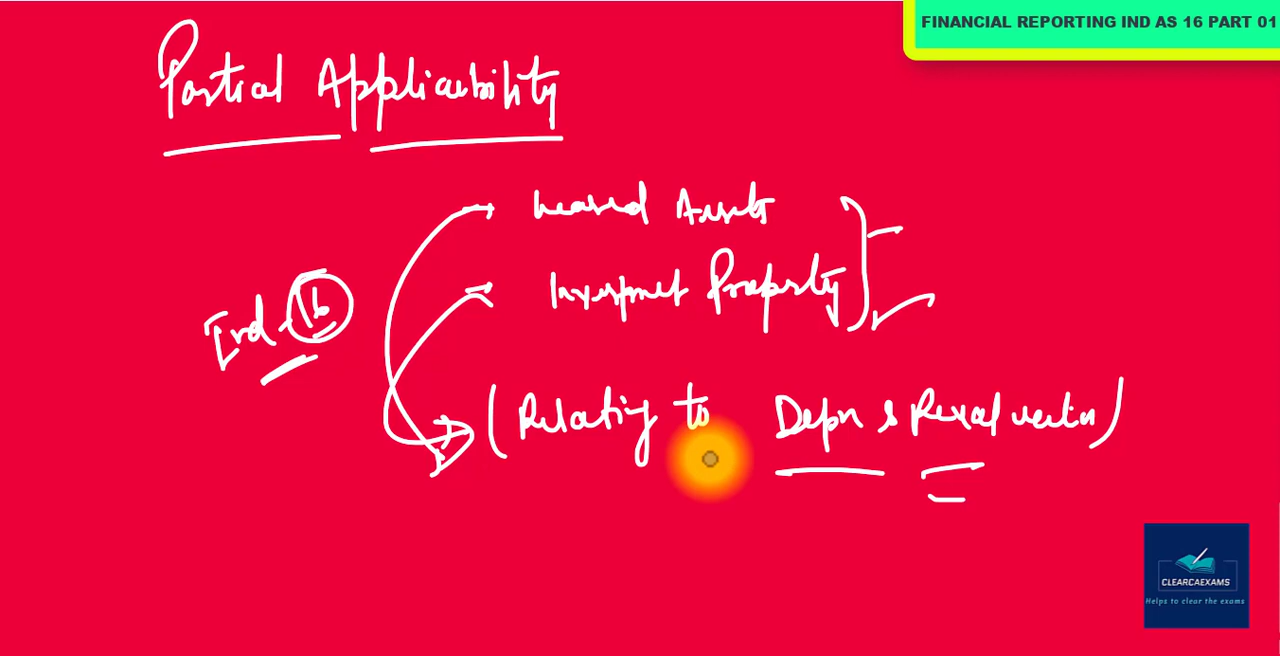 FINANCIAL REPORTING IND AS 16 PART 01
Partial Applicability
Leased Assets
Investment Property
Ind 16
(Relating to Depn & Revaluation)
CLEARCAEXAMS
Helps to clear the exams